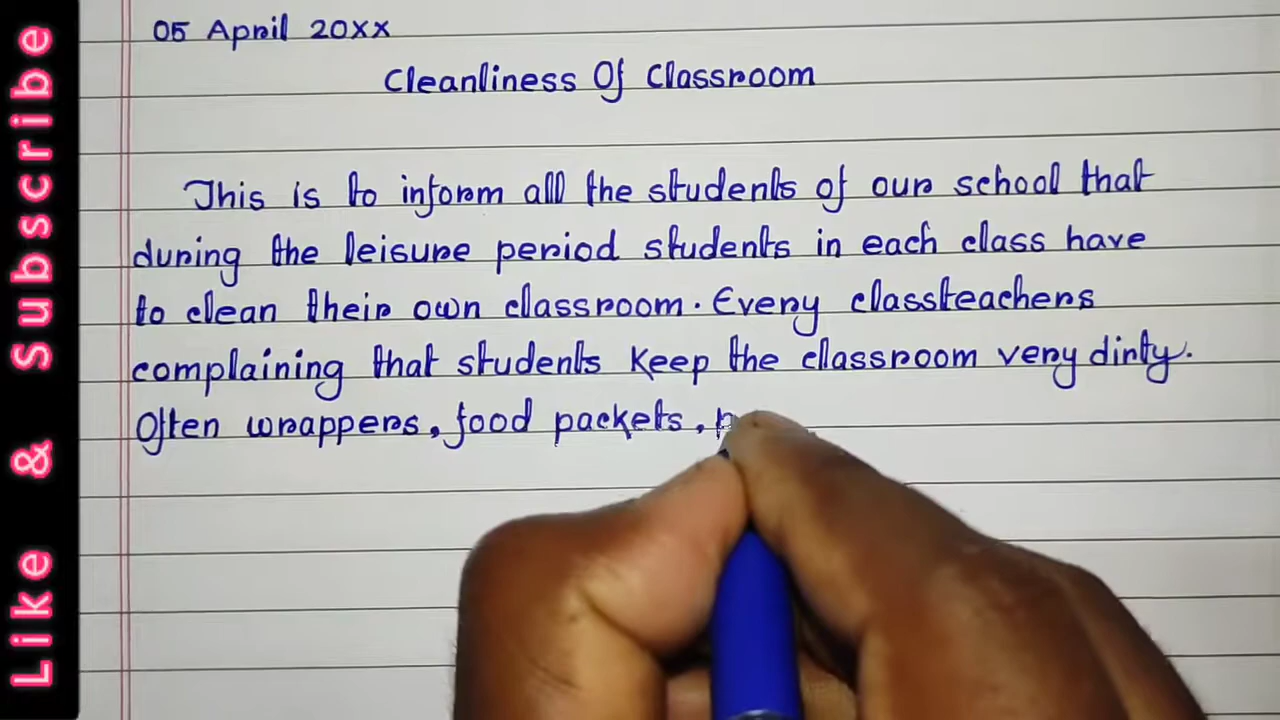 Like & Subscribe
05 April 20XX
Cleanliness Of Classroom
This is to inform all the students of our school that
during the leisure period students in each class have
to clean their own classroom. Every classteachers
complaining that students keep the classroom very dirty.
Often wrappers, food packets,